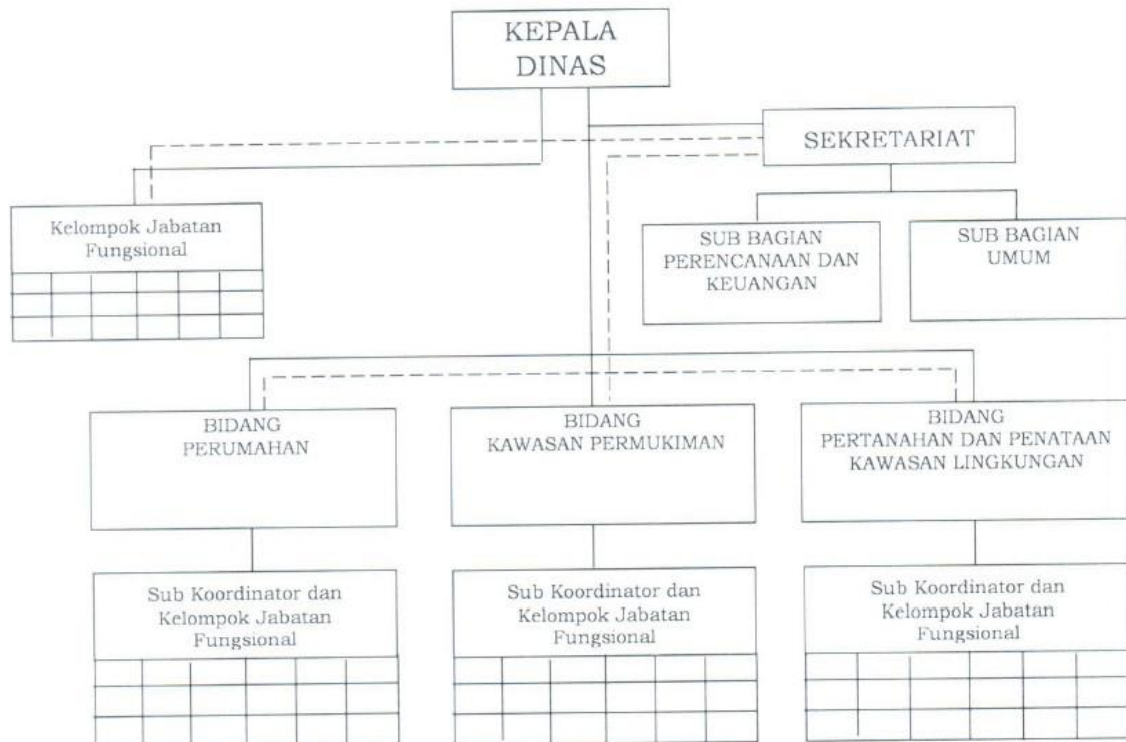 KEPALA
DINAS
SEKRETARIAT
Kelompok Jabatan
Fungsional
SUB BAGIAN
PERENCANAAN DAN
KEUANGAN
SUB BAGIAN
UMUM
BIDANG
PERUMAHAN
BIDANG
KAWASAN PERMUKIMAN
BIDANG
PERTANAHAN DAN PENATAAN
KAWASAN LINGKUNGAN
Sub Koordinator dan
Kelompok Jabatan
Fungsional
Sub Koordinator dan
Kelompok Jabatan
Fungsional
Sub Koordinator dan
Kelompok Jabatan
Fungsional